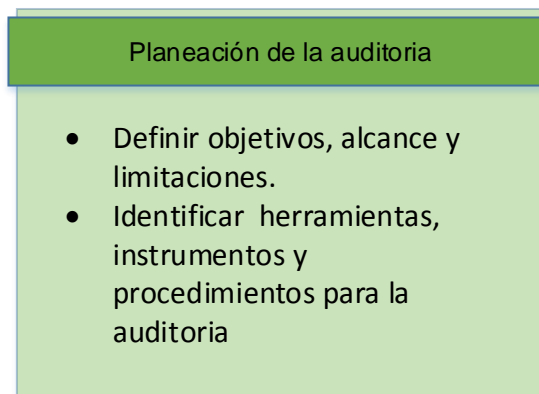 Planeación de la auditoria
• Definir objetivos, alcance y
limitaciones.
• Identificar herramientas,
instrumentos y
procedimientos para la
auditoria